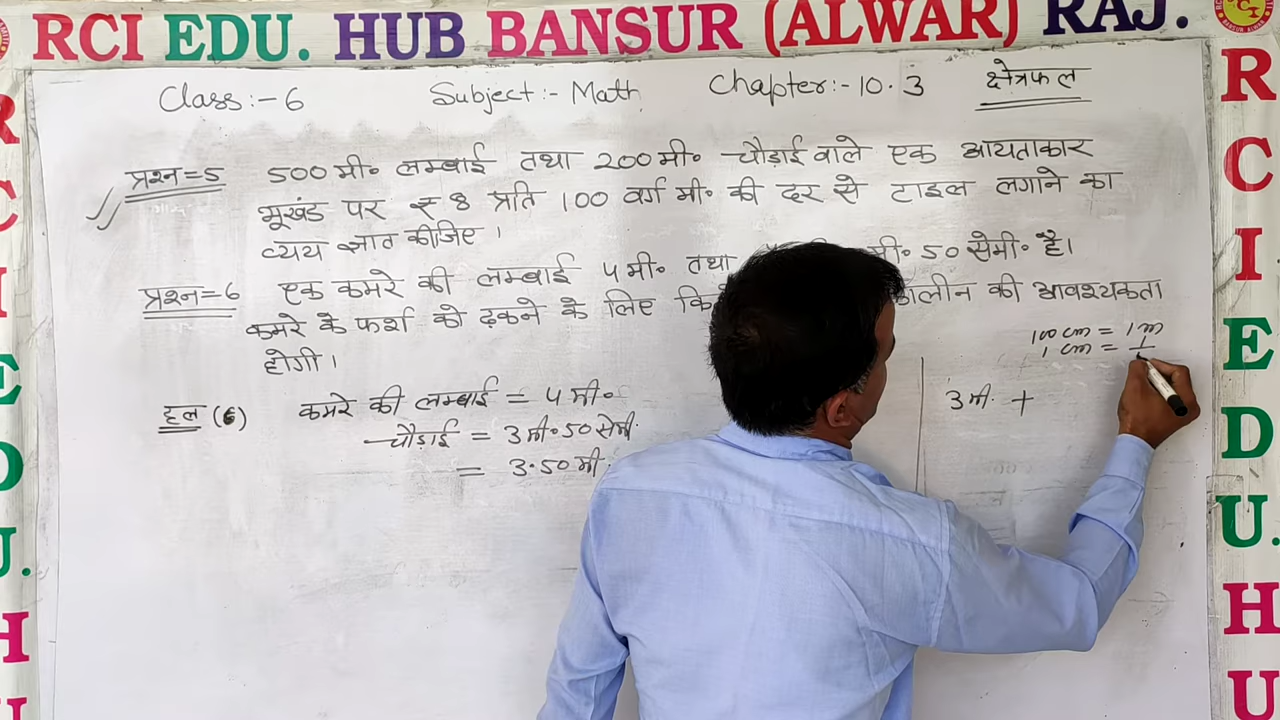 RCI EDU. HUB BANSUR (ALWAR) RAJ.
Class:- 6 Subject:- Math Chapter:- 10.3 क्षेत्रफल
प्रश्न=5 500 मी० लम्बाई तथा 200 मी० चौड़ाई वाले एक आयताकार
भूखंड पर ₹ 8 प्रति 100 वर्ग मी० की दर से टाइल लगाने का
व्यय ज्ञात कीजिए ।
प्रश्न=6 एक कमरे की लम्बाई 4 मी० तथा मी० 50 सेमी० है।
कमरे के फर्श को ढ़कने के लिए कालीन की आवश्यकता
होगी ।
हल (6) कमरे की लम्बाई = 4 मी०
चौड़ाई = 3 मी० 50 सेमी.
= 3.50 मी.
100 cm = 1 m
1 cm = 1
3 मी. +
R
C
I
E
D
U.
H
U
R
C
I
E
D
U.
H
U